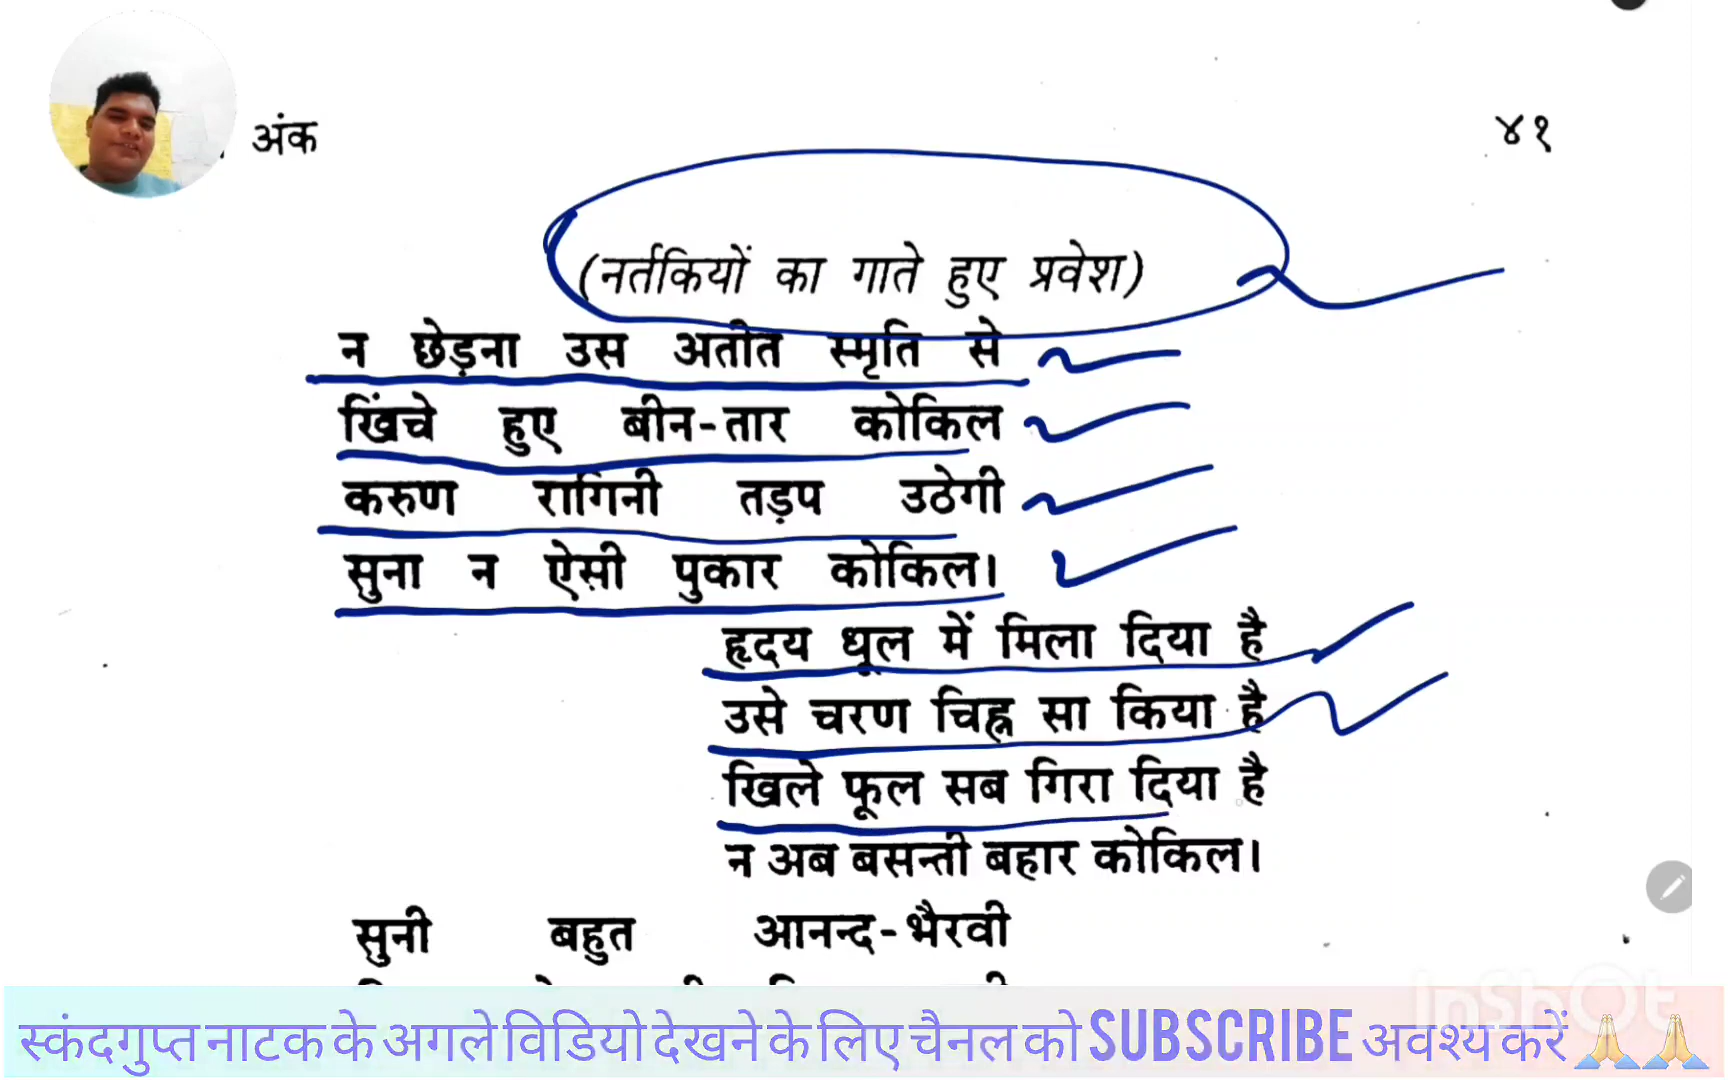 अंक
४१
(नर्तकियों का गाते हुए प्रवेश)
न छेड़ना उस अतीत स्मृति से
खिंचे हुए बीन-तार कोकिल
करुण रागिनी तड़प उठेगी
सुना न ऐसी पुकार कोकिल।
हृदय धूल में मिला दिया है
उसे चरण चिह्न सा किया है
खिले फूल सब गिरा दिया है
न अब बसन्ती बहार कोकिल।
सुनी बहुत आनन्द-भैरवी
InShOt
स्कंदगुप्त नाटक के अगले विडियो देखने के लिए चैनल को SUBSCRIBE अवश्य करें 🙏🙏